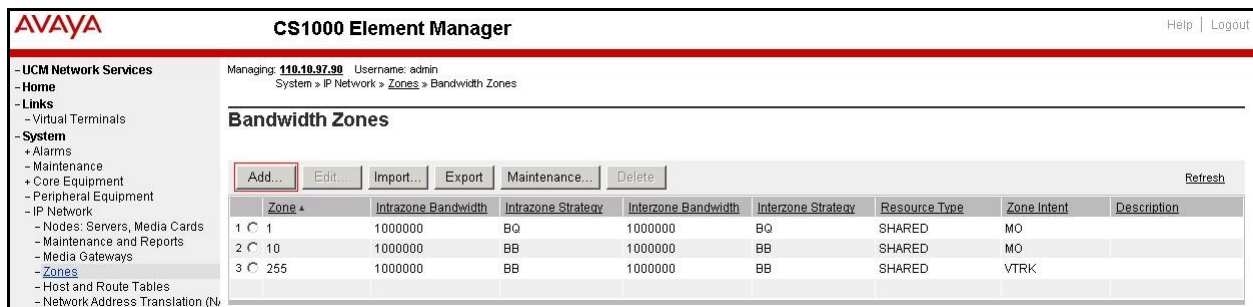 AVAYA
CS1000 Element Manager
Help | Logout
- UCM Network Services
- Home
- Links
- Virtual Terminals
- System
+ Alarms
- Maintenance
+ Core Equipment
- Peripheral Equipment
- IP Network
- Nodes: Servers, Media Cards
- Maintenance and Reports
- Media Gateways
- Zones
- Host and Route Tables
- Network Address Translation (N
Managing: 110.10.97.90 Username: admin
System » IP Network » Zones » Bandwidth Zones
Bandwidth Zones
Add... Edit... Import... Export Maintenance... Delete Refresh
Zone Intrazone Bandwidth Intrazone Strategy Interzone Bandwidth Interzone Strategy Resource Type Zone Intent Description
1 1 1000000 BQ 1000000 BQ SHARED MO
2 10 1000000 BB 1000000 BB SHARED MO
3 255 1000000 BB 1000000 BB SHARED VTRK